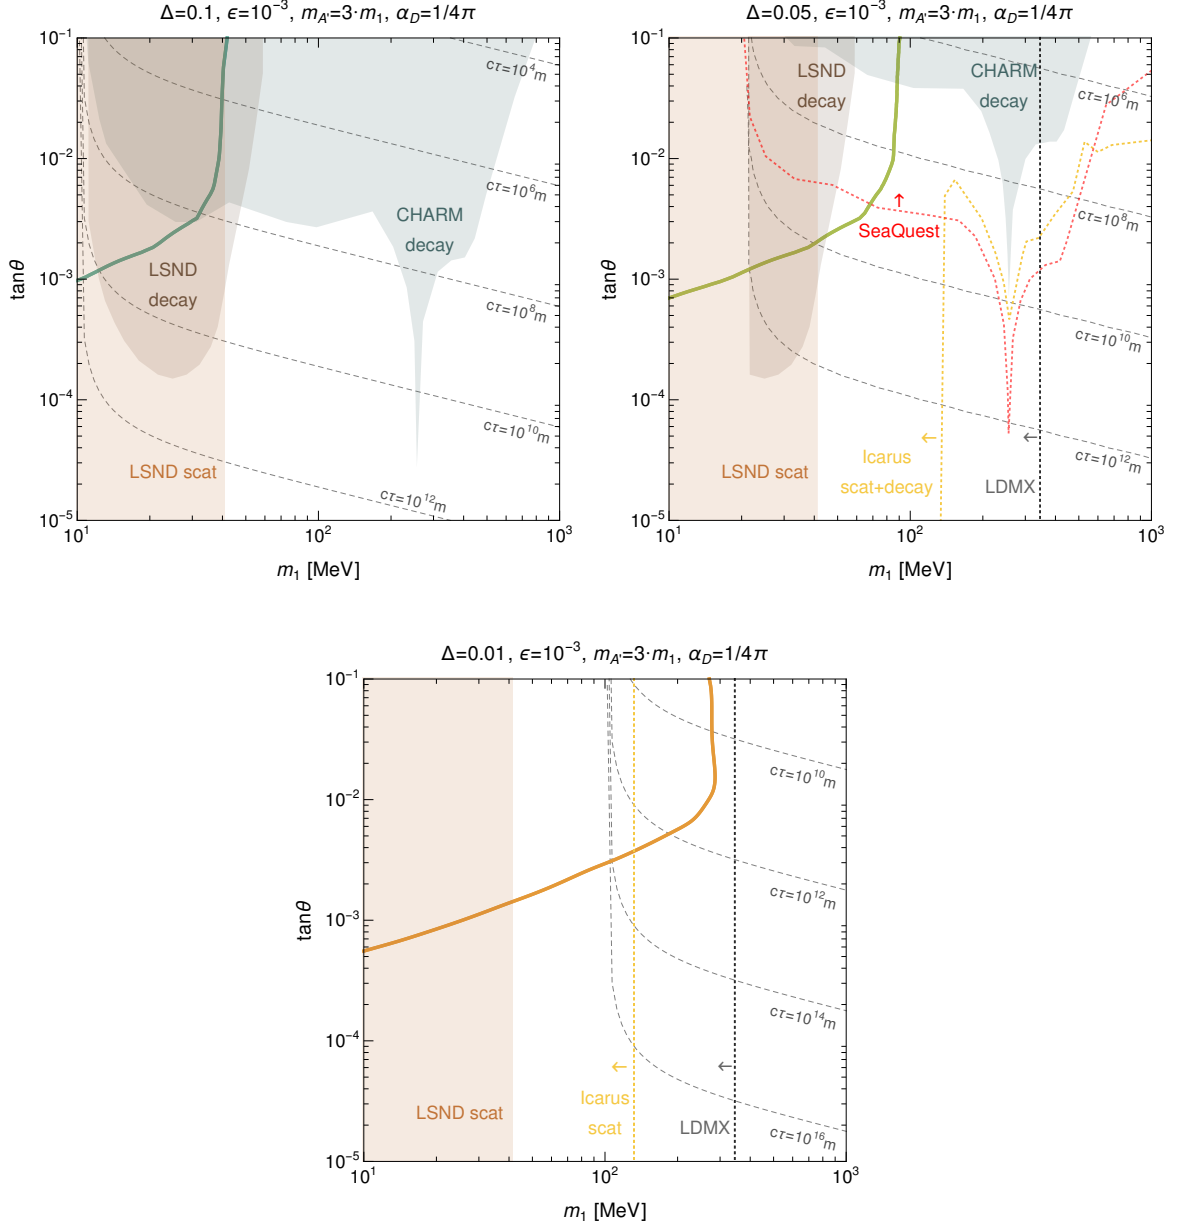 Δ=0.1, ϵ=10⁻³, m_A'=3·m₁, α_D=1/4π
10⁻¹
10⁻²
10⁻³
10⁻⁴
10⁻⁵
tanθ
cτ=10⁴m
cτ=10⁶m
cτ=10⁸m
cτ=10¹⁰m
cτ=10¹²m
CHARM
decay
LSND
decay
LSND scat
10¹
10²
10³
m₁ [MeV]
Δ=0.05, ϵ=10⁻³, m_A'=3·m₁, α_D=1/4π
10⁻¹
10⁻²
10⁻³
10⁻⁴
10⁻⁵
tanθ
LSND
decay
CHARM
decay
cτ=10⁶m
cτ=10⁸m
cτ=10¹⁰m
cτ=10¹²m
↑
SeaQuest
←
←
LSND scat
Icarus
scat+decay
LDMX
10¹
10²
10³
m₁ [MeV]
Δ=0.01, ϵ=10⁻³, m_A'=3·m₁, α_D=1/4π
10⁻¹
10⁻²
10⁻³
10⁻⁴
10⁻⁵
tanθ
cτ=10¹⁰m
cτ=10¹²m
cτ=10¹⁴m
cτ=10¹⁶m
←
←
LSND scat
Icarus
scat
LDMX
10¹
10²
10³
m₁ [MeV]